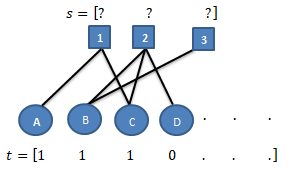 s = [? ? ?]
1 2 3
A B C D . . .
t = [1 1 1 0 . . .]